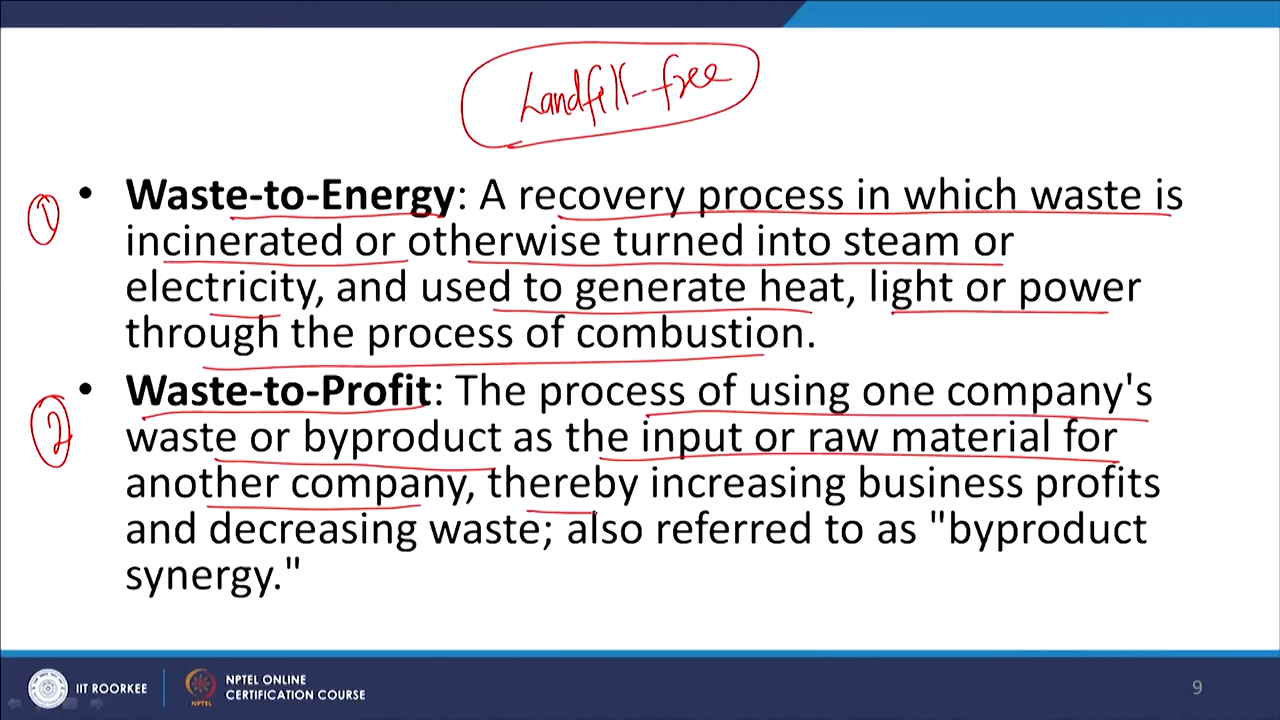 Landfill-free
① • Waste-to-Energy: A recovery process in which waste is
incinerated or otherwise turned into steam or
electricity, and used to generate heat, light or power
through the process of combustion.
② • Waste-to-Profit: The process of using one company's
waste or byproduct as the input or raw material for
another company, thereby increasing business profits
and decreasing waste; also referred to as "byproduct
synergy."
IIT ROORKEE
NPTEL
NPTEL ONLINE
CERTIFICATION COURSE
9